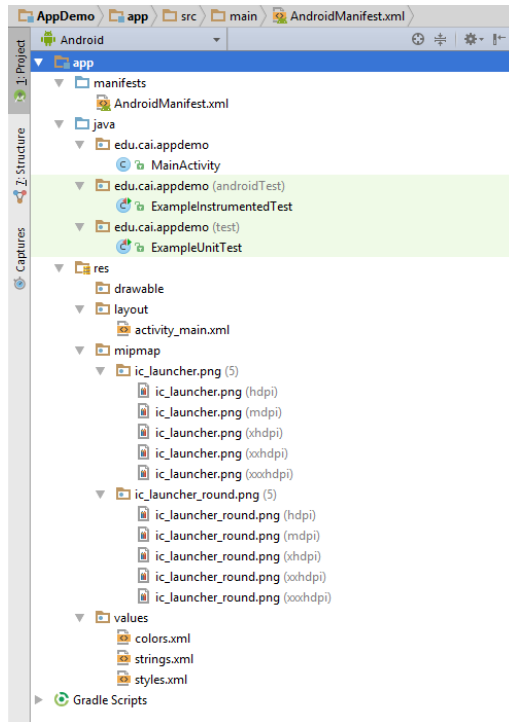 AppDemo app src main AndroidManifest.xml
Android
1: Project
7: Structure
Captures
app
manifests
AndroidManifest.xml
java
edu.cai.appdemo
MainActivity
edu.cai.appdemo (androidTest)
ExampleInstrumentedTest
edu.cai.appdemo (test)
ExampleUnitTest
res
drawable
layout
activity_main.xml
mipmap
ic_launcher.png (5)
ic_launcher.png (hdpi)
ic_launcher.png (mdpi)
ic_launcher.png (xhdpi)
ic_launcher.png (xxhdpi)
ic_launcher.png (xxxhdpi)
ic_launcher_round.png (5)
ic_launcher_round.png (hdpi)
ic_launcher_round.png (mdpi)
ic_launcher_round.png (xhdpi)
ic_launcher_round.png (xxhdpi)
ic_launcher_round.png (xxxhdpi)
values
colors.xml
strings.xml
styles.xml
Gradle Scripts